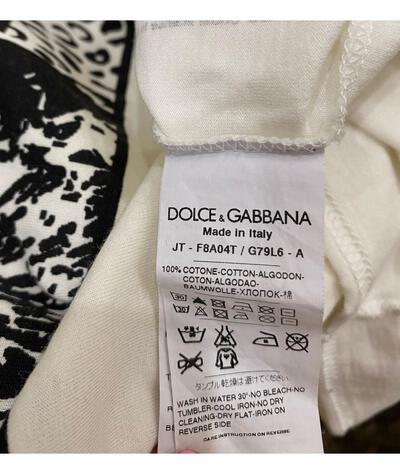 DOLCE & GABBANA
Made in Italy
JT - F8A04T / G79L6 - A
100% COTONE-COTTON-ALGODON-
COTON-ALGODAO-
BAUMWOLLE-ХЛОПОК-棉
タンブル乾燥は避けてください
WASH IN WATER 30°-NO BLEACH-NO
TUMBLER-COOL IRON-NO DRY
CLEANING-DRY FLAT-IRON ON
REVERSE SIDE
CARE INSTRUCTION ON REVERSE